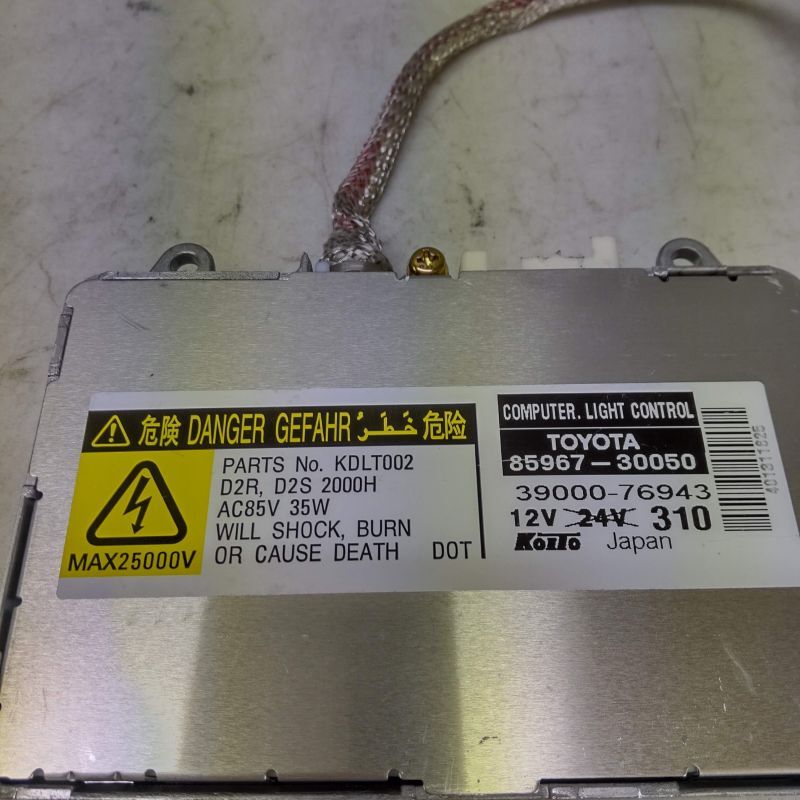 危険 DANGER GEFAHR خَطَرُ 危险
MAX25000V
PARTS No. KDLT002
D2R, D2S 2000H
AC85V 35W
WILL SHOCK, BURN
OR CAUSE DEATH DOT
COMPUTER. LIGHT CONTROL
TOYOTA
85967-30050
39000-76943
12V 24V 310
KOITO Japan